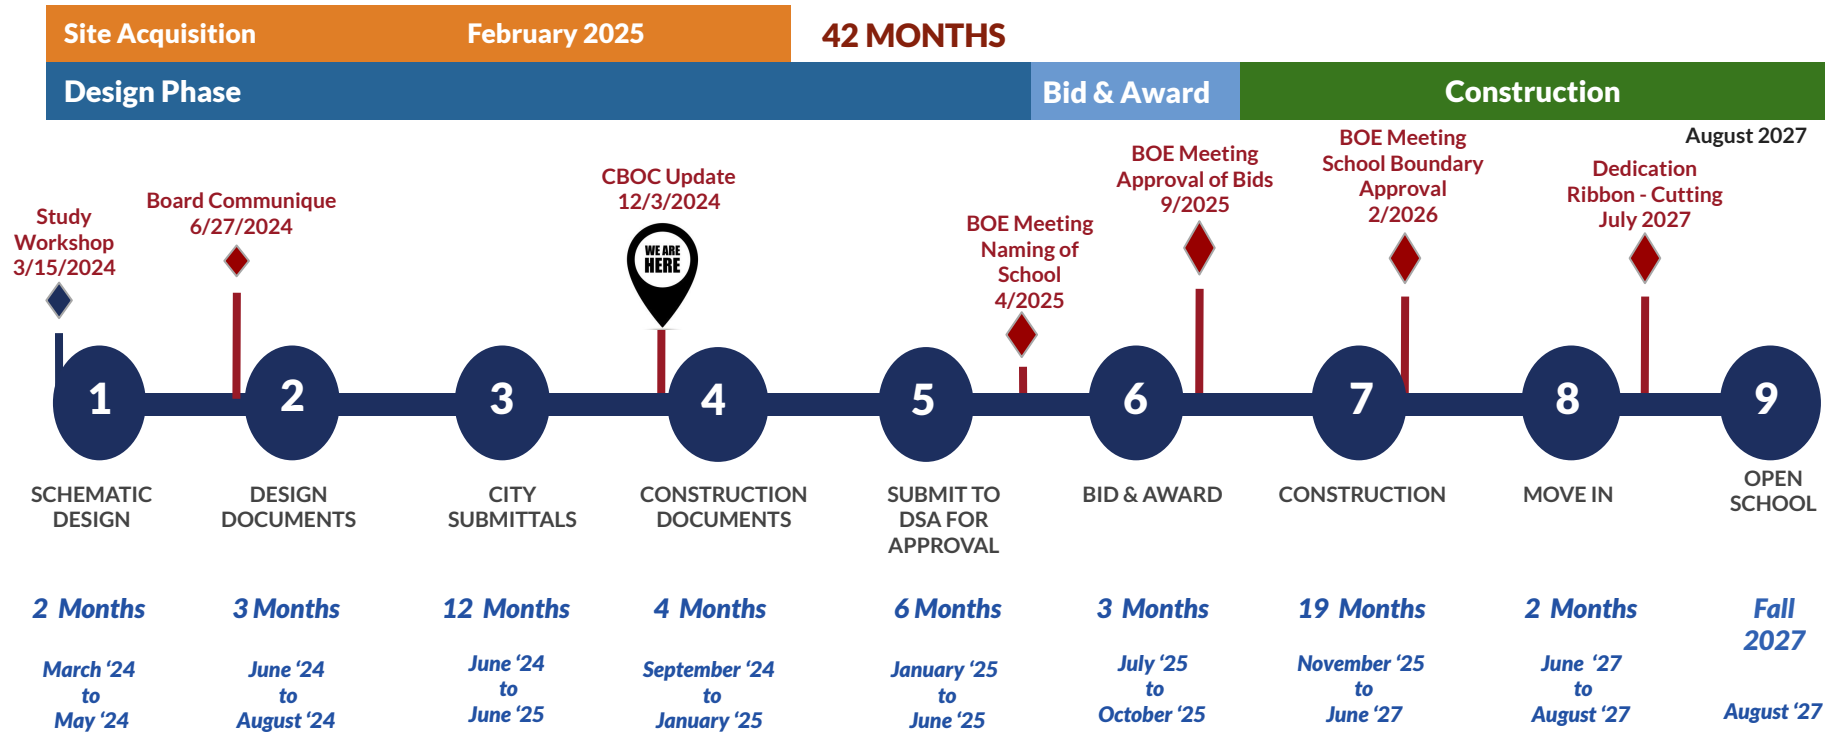 Site Acquisition February 2025
42 MONTHS
Design Phase
Bid & Award
Construction
August 2027
Study
Workshop
3/15/2024
Board Communique
6/27/2024
CBOC Update
12/3/2024
WE ARE
HERE
BOE Meeting
Naming of
School
4/2025
BOE Meeting
Approval of Bids
9/2025
BOE Meeting
School Boundary
Approval
2/2026
Dedication
Ribbon - Cutting
July 2027
1
2
3
4
5
6
7
8
9
SCHEMATIC
DESIGN
DESIGN
DOCUMENTS
CITY
SUBMITTALS
CONSTRUCTION
DOCUMENTS
SUBMIT TO
DSA FOR
APPROVAL
BID & AWARD
CONSTRUCTION
MOVE IN
OPEN
SCHOOL
2 Months
3 Months
12 Months
4 Months
6 Months
3 Months
19 Months
2 Months
Fall
2027
March ‘24
to
May ‘24
June ‘24
to
August ‘24
June ‘24
to
June ‘25
September ‘24
to
January ‘25
January ‘25
to
June ‘25
July ‘25
to
October ‘25
November ‘25
to
June ‘27
June ‘27
to
August ‘27
August ‘27